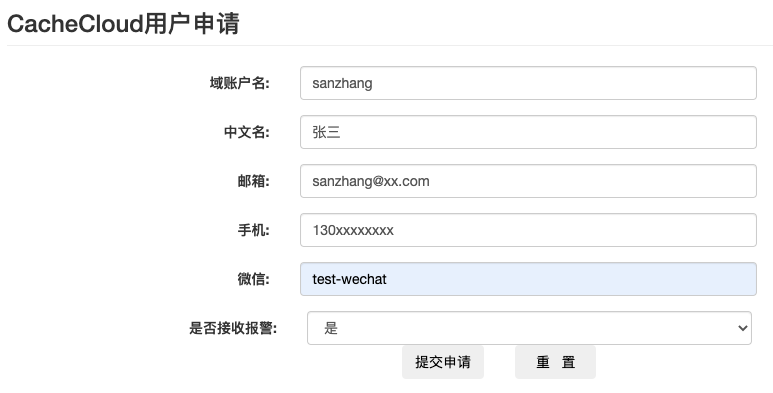 CacheCloud用户申请
域账户名: sanzhang
中文名: 张三
邮箱: sanzhang@xx.com
手机: 130xxxxxxxx
微信: test-wechat
是否接收报警: 是
提交申请 重 置